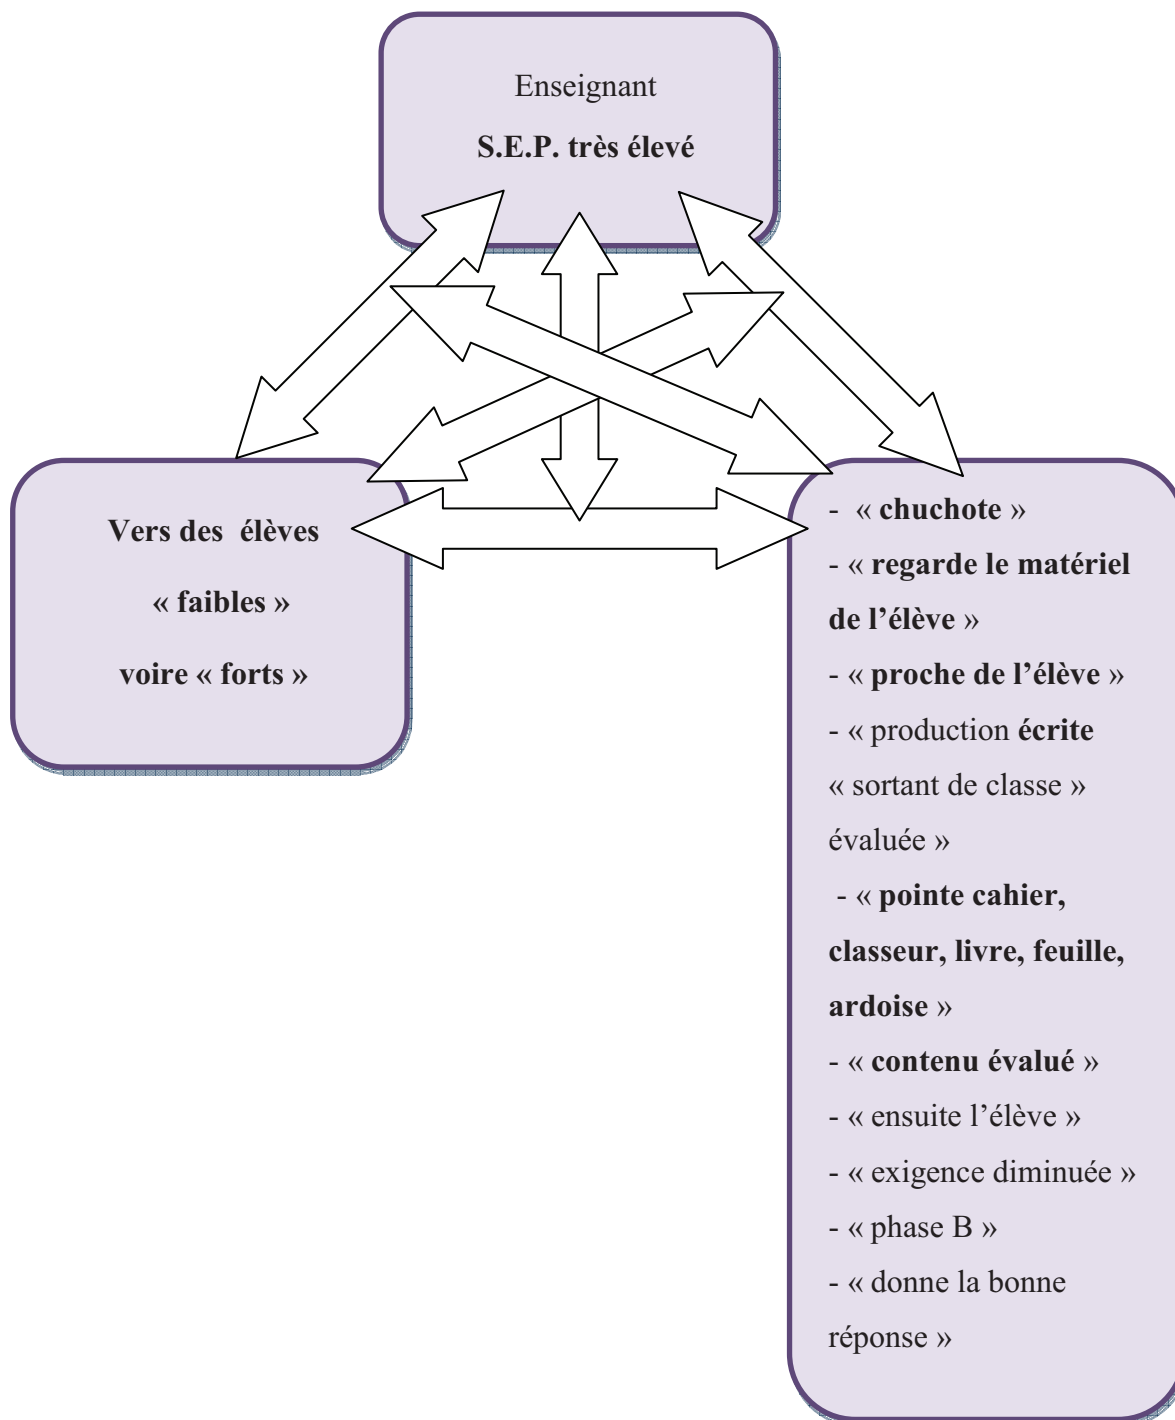 Enseignant
S.E.P. très élevé
Vers des élèves
« faibles »
voire « forts »
- « chuchote »
- « regarde le matériel
de l’élève »
- « proche de l’élève »
- « production écrite
« sortant de classe »
évaluée »
- « pointe cahier,
classeur, livre, feuille,
ardoise »
- « contenu évalué »
- « ensuite l’élève »
- « exigence diminuée »
- « phase B »
- « donne la bonne
réponse »